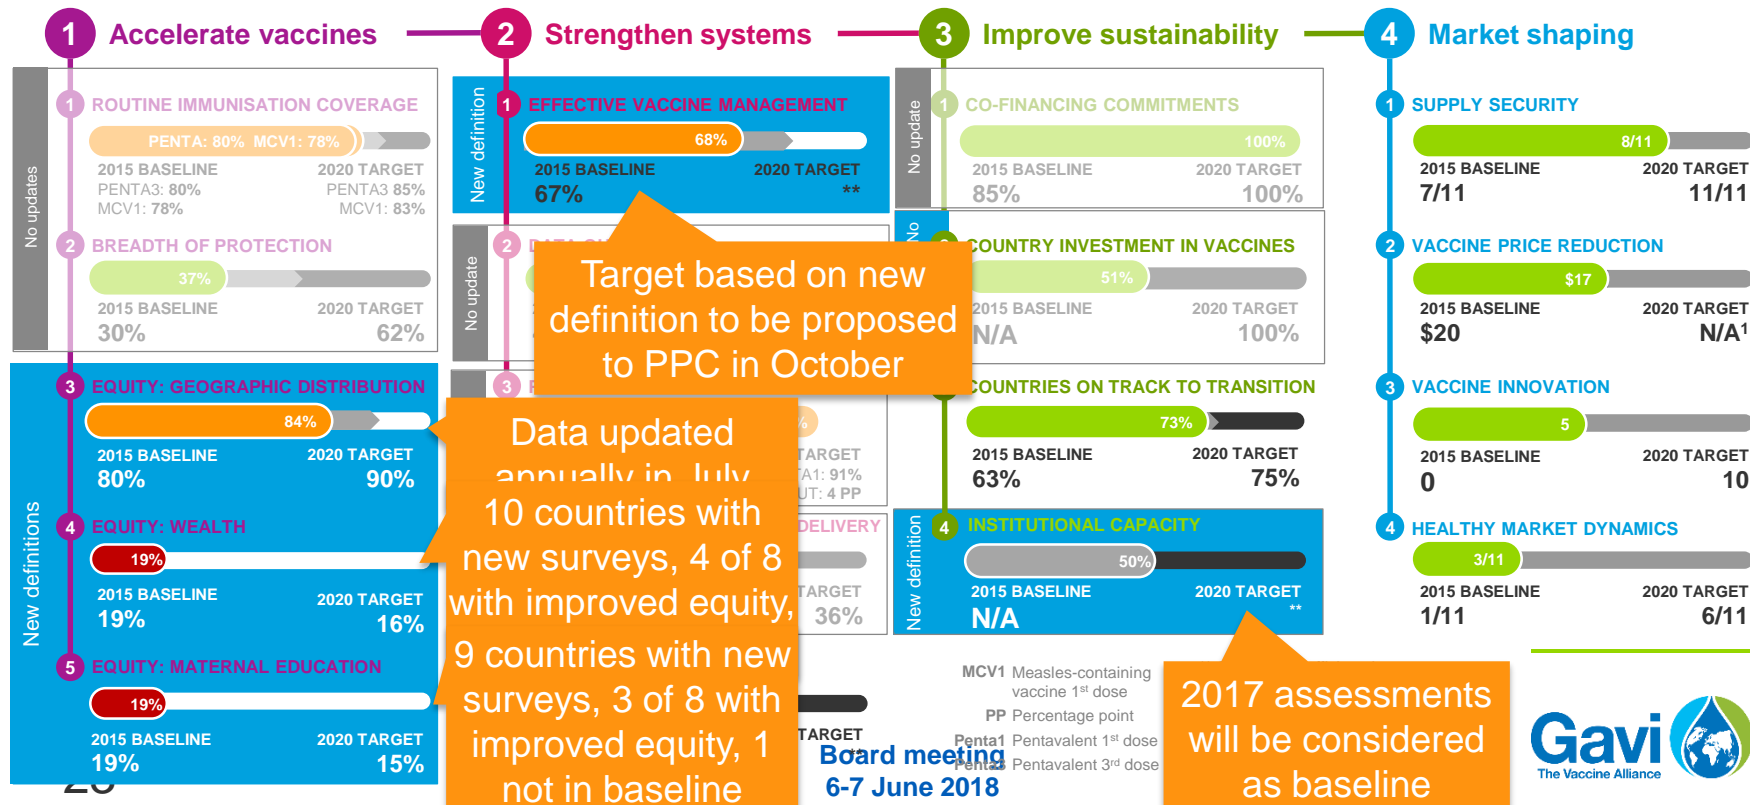 1 Accelerate vaccines
2 Strengthen systems
3 Improve sustainability
4 Market shaping
No updates
1 ROUTINE IMMUNISATION COVERAGE
PENTA: 80% MCV1: 78%
2015 BASELINE 2020 TARGET
PENTA3: 80% PENTA3 85%
MCV1: 78% MCV1: 83%
2 BREADTH OF PROTECTION
37%
2015 BASELINE 2020 TARGET
30% 62%
New definitions
3 EQUITY: GEOGRAPHIC DISTRIBUTION
84%
2015 BASELINE 2020 TARGET
80% 90%
4 EQUITY: WEALTH
19%
2015 BASELINE 2020 TARGET
19% 16%
5 EQUITY: MATERNAL EDUCATION
19%
2015 BASELINE 2020 TARGET
19% 15%
New definition
1 EFFECTIVE VACCINE MANAGEMENT
68%
2015 BASELINE 2020 TARGET
67% **
No update
2
Target based on new
definition to be proposed
to PPC in October
3
Data updated
annually in July
TARGET
91%
4 PP
10 countries with
new surveys, 4 of 8
with improved equity,
DELIVERY
TARGET
36%
9 countries with new
surveys, 3 of 8 with
improved equity, 1
not in baseline
TARGET
**
No update
1 CO-FINANCING COMMITMENTS
100%
2015 BASELINE 2020 TARGET
85% 100%
No
COUNTRY INVESTMENT IN VACCINES
51%
2015 BASELINE 2020 TARGET
N/A 100%
COUNTRIES ON TRACK TO TRANSITION
73%
2015 BASELINE 2020 TARGET
63% 75%
New definition
4 INSTITUTIONAL CAPACITY
50%
2015 BASELINE 2020 TARGET
N/A **
2017 assessments
will be considered
as baseline
1 SUPPLY SECURITY
8/11
2015 BASELINE 2020 TARGET
7/11 11/11
2 VACCINE PRICE REDUCTION
$17
2015 BASELINE 2020 TARGET
$20 N/A1
3 VACCINE INNOVATION
5
2015 BASELINE 2020 TARGET
0 10
4 HEALTHY MARKET DYNAMICS
3/11
2015 BASELINE 2020 TARGET
1/11 6/11
MCV1 Measles-containing
vaccine 1st dose
PP Percentage point
Penta1 Pentavalent 1st dose
Penta3 Pentavalent 3rd dose
Board meeting
6-7 June 2018
Gavi
The Vaccine Alliance